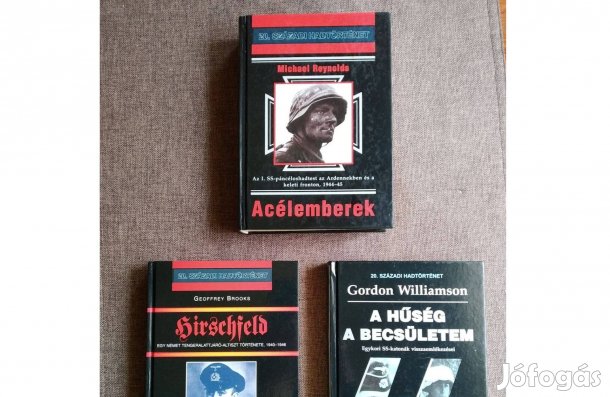 20. SZÁZADI HADTÖRTÉNET
Michael Reynolds
Az I. SS-páncéloshadtest az Ardennekben és a
keleti fronton, 1944-45
Acélemberek
20. SZÁZADI HADTÖRTÉNET
GEOFFREY BROOKS
Hirschfeld
EGY NÉMET TENGERALATTJÁRÓ-ALTISZT TÖRTÉNETE, 1940-1946
20. SZÁZADI HADTÖRTÉNET
Gordon Williamson
A HŰSÉG
A BECSÜLETEM
Egykori SS-katonák visszaemlékezései
Jófogás